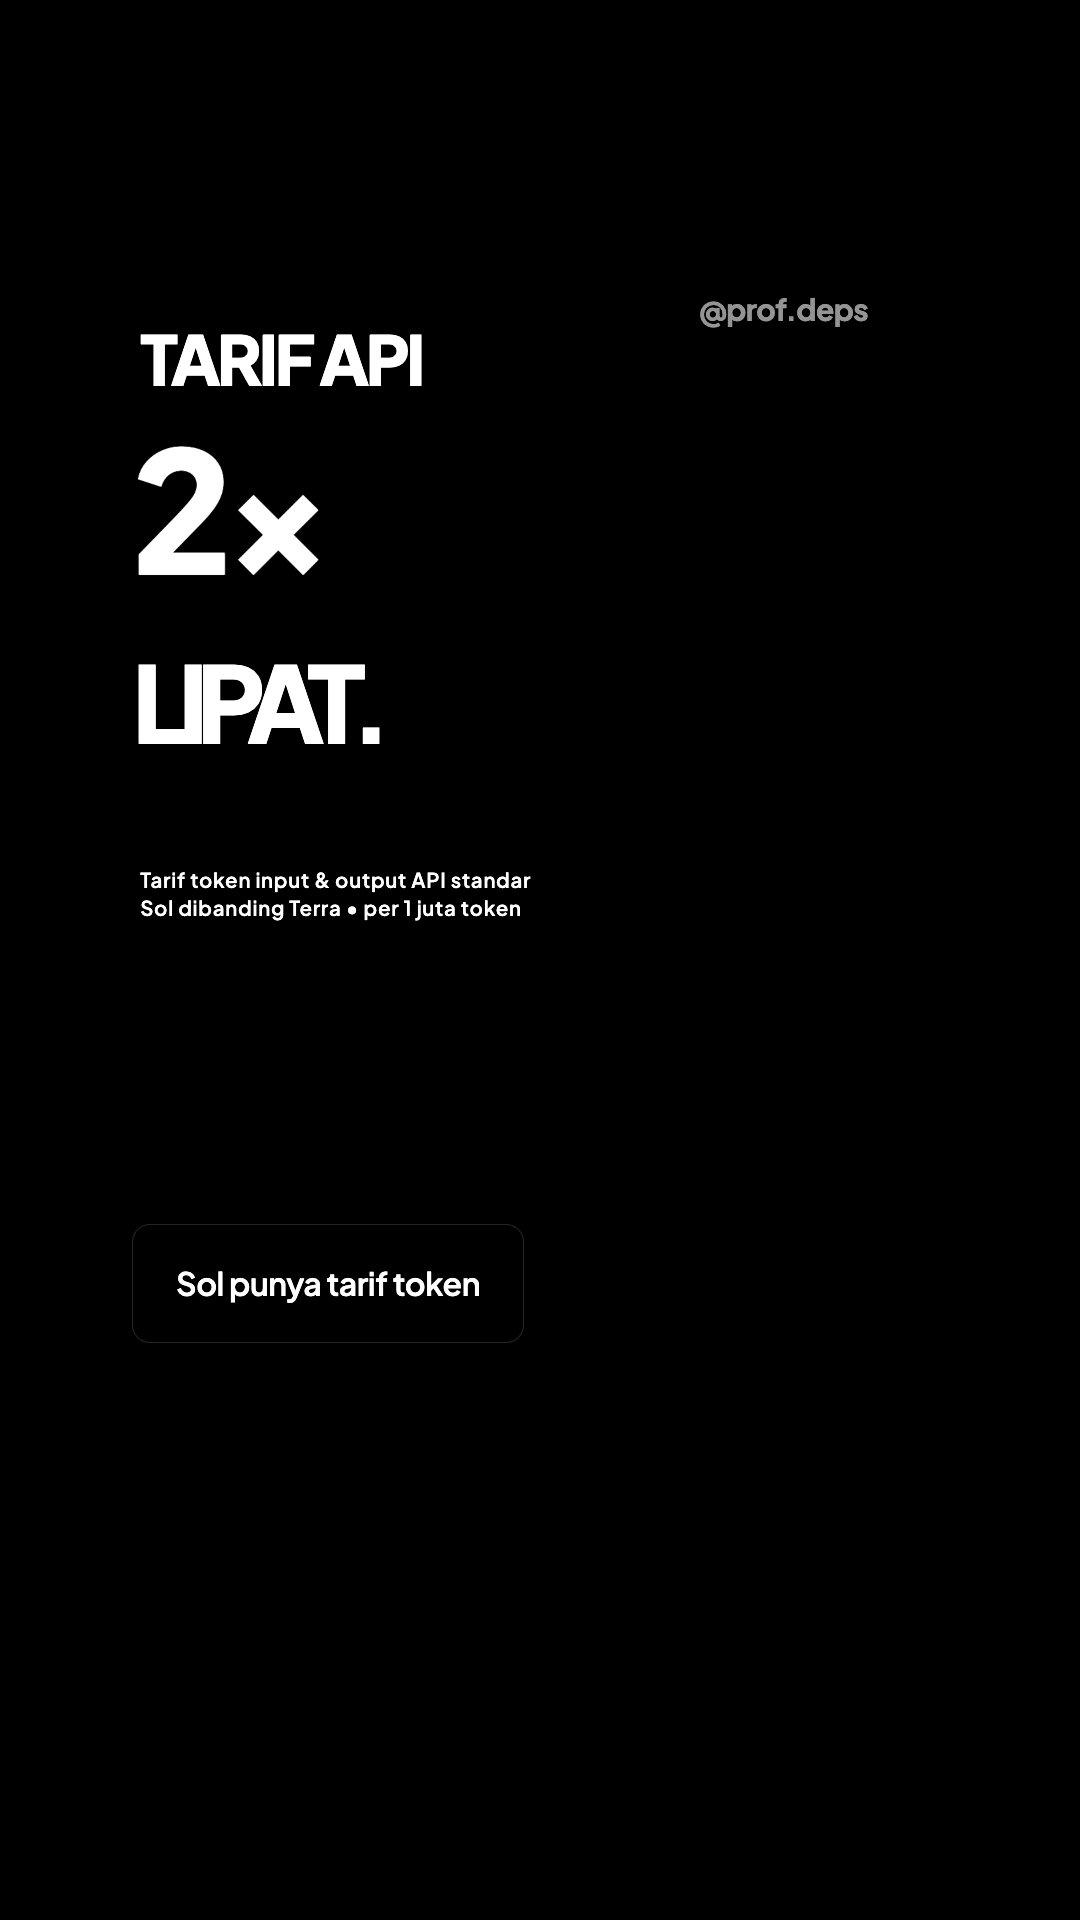 @prof.deps
TARIF API
2×
LIPAT.
Tarif token input & output API standar
Sol dibanding Terra • per 1 juta token
Sol punya tarif token